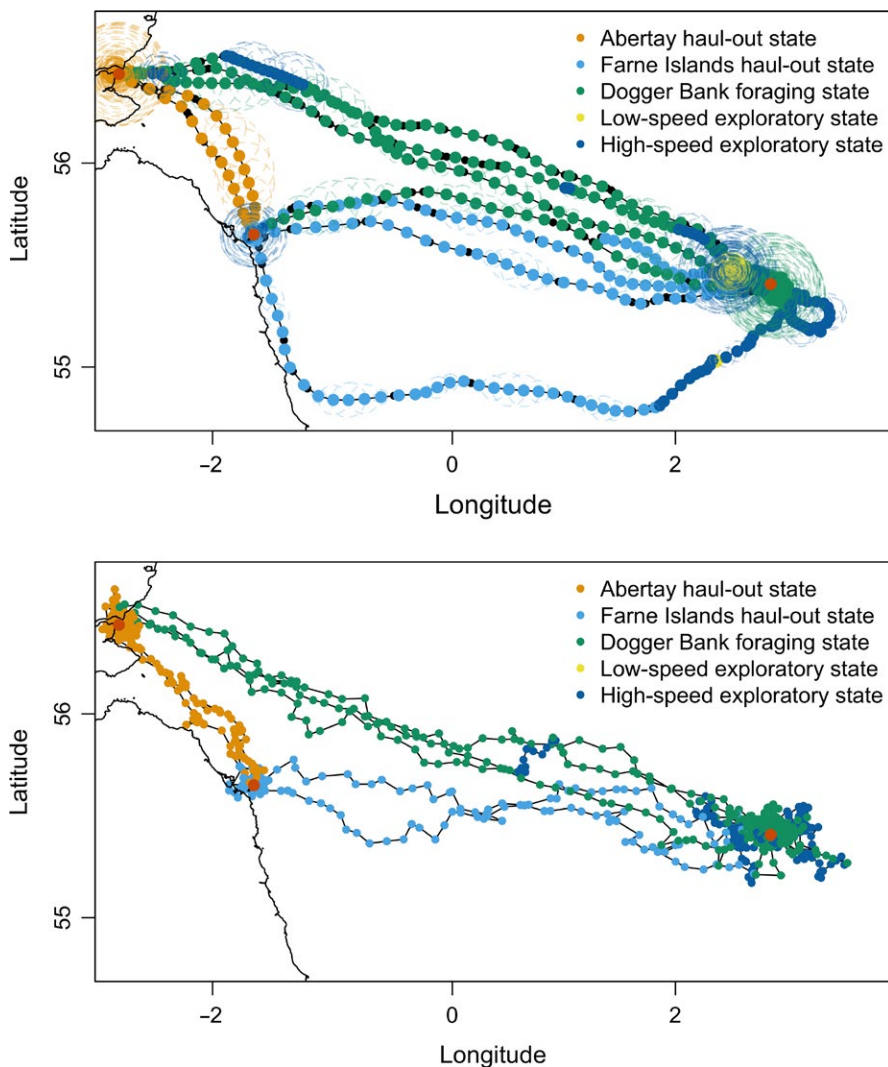 Abertay haul-out state
Farne Islands haul-out state
Dogger Bank foraging state
Low-speed exploratory state
High-speed exploratory state
Latitude
56
55
−2
0
2
Longitude
Abertay haul-out state
Farne Islands haul-out state
Dogger Bank foraging state
Low-speed exploratory state
High-speed exploratory state
Latitude
56
55
−2
0
2
Longitude